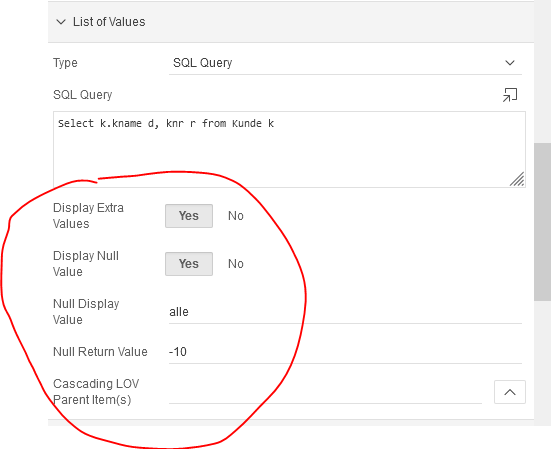 List of Values
Type SQL Query
SQL Query
Select k.kname d, knr r from Kunde k
Display Extra Values Yes No
Display Null Value Yes No
Null Display Value alle
Null Return Value -10
Cascading LOV
Parent Item(s)